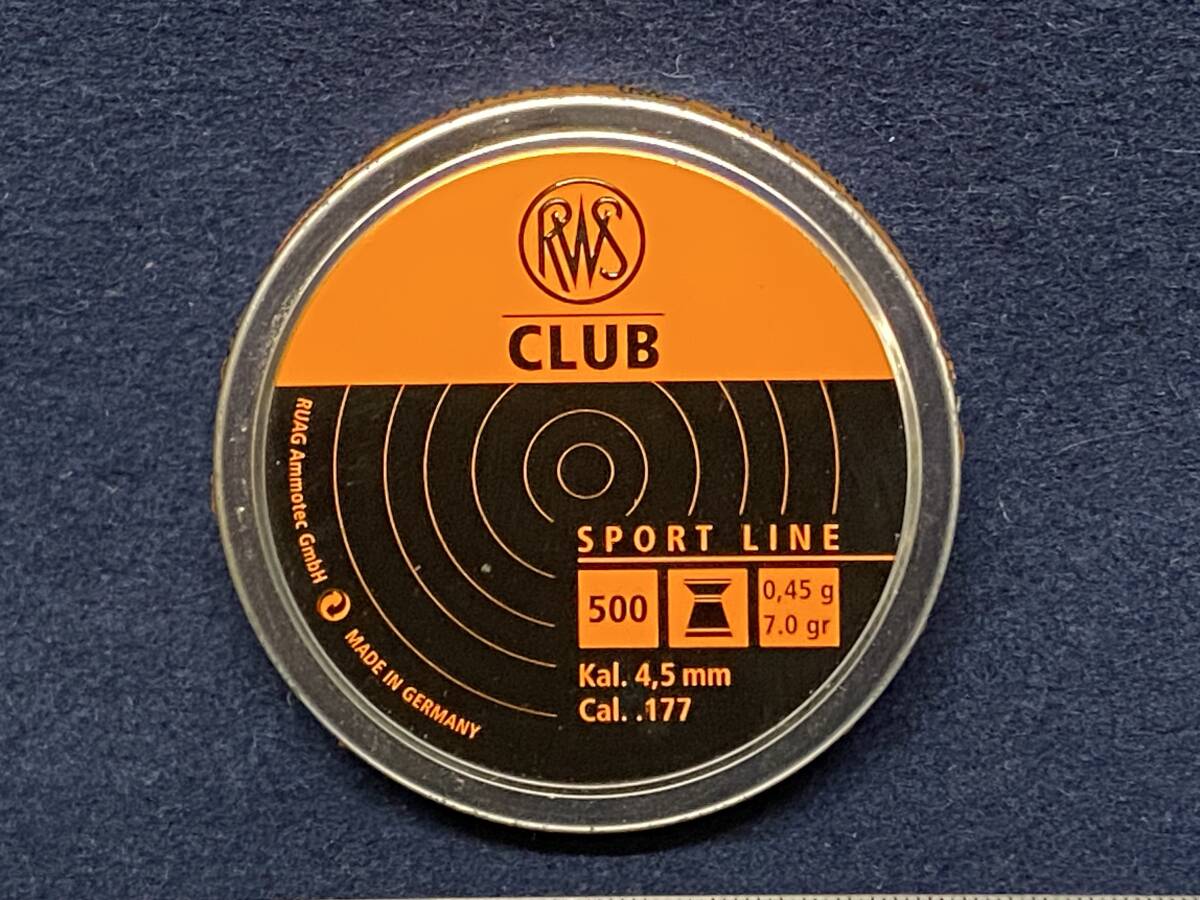 RWS
CLUB
SPORT LINE
500
0,45 g
7.0 gr
Kal. 4,5 mm
Cal. .177
RUAG Ammotec GmbH
MADE IN GERMANY